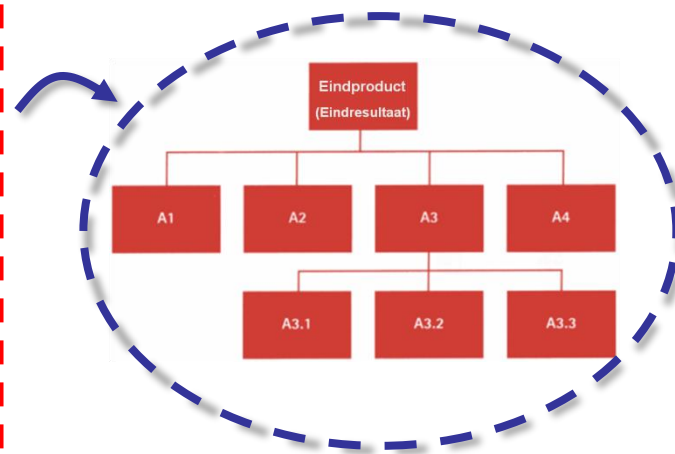 Eindproduct
(Eindresultaat)
A1
A2
A3
A4
A3.1
A3.2
A3.3